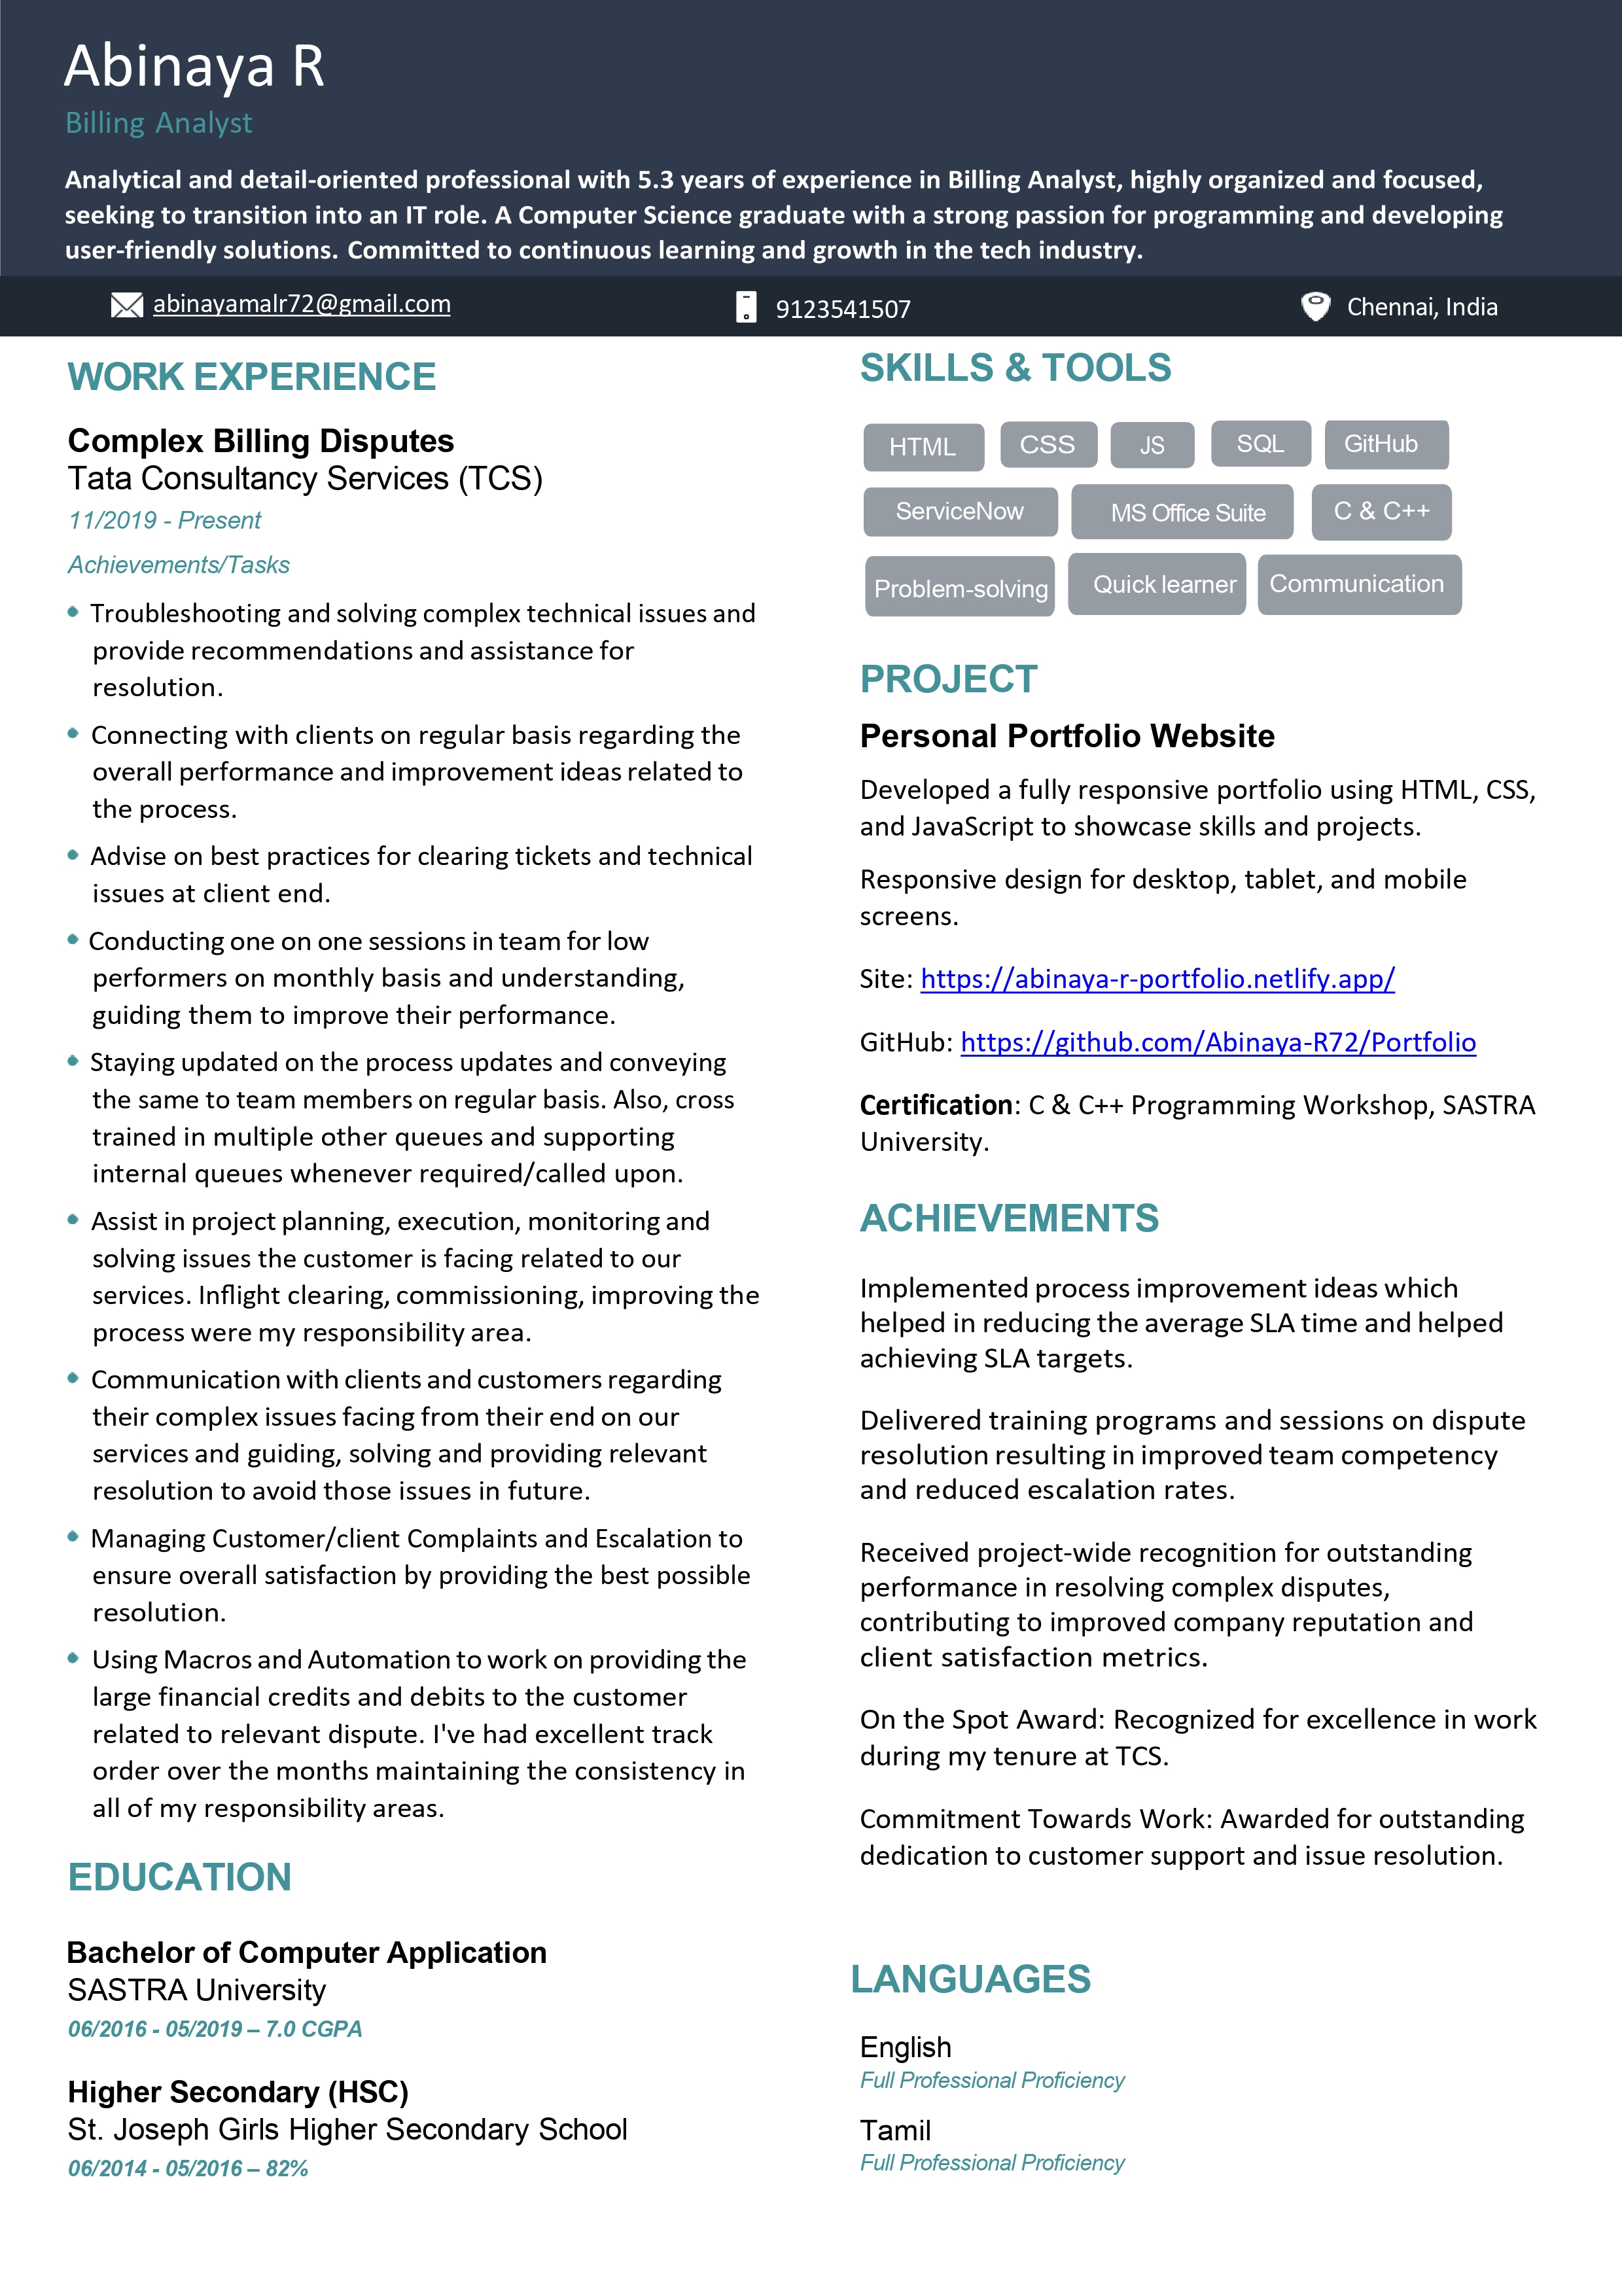 Abinaya R
Billing Analyst
Analytical and detail-oriented professional with 5.3 years of experience in Billing Analyst, highly organized and focused,
seeking to transition into an IT role. A Computer Science graduate with a strong passion for programming and developing
user-friendly solutions. Committed to continuous learning and growth in the tech industry.
abinayamalr72@gmail.com
9123541507
Chennai, India
WORK EXPERIENCE
Complex Billing Disputes
Tata Consultancy Services (TCS)
11/2019 - Present
Achievements/Tasks
Troubleshooting and solving complex technical issues and
provide recommendations and assistance for
resolution.
Connecting with clients on regular basis regarding the
overall performance and improvement ideas related to
the process.
Advise on best practices for clearing tickets and technical
issues at client end.
Conducting one on one sessions in team for low
performers on monthly basis and understanding,
guiding them to improve their performance.
Staying updated on the process updates and conveying
the same to team members on regular basis. Also, cross
trained in multiple other queues and supporting
internal queues whenever required/called upon.
Assist in project planning, execution, monitoring and
solving issues the customer is facing related to our
services. Inflight clearing, commissioning, improving the
process were my responsibility area.
Communication with clients and customers regarding
their complex issues facing from their end on our
services and guiding, solving and providing relevant
resolution to avoid those issues in future.
Managing Customer/client Complaints and Escalation to
ensure overall satisfaction by providing the best possible
resolution.
Using Macros and Automation to work on providing the
large financial credits and debits to the customer
related to relevant dispute. I've had excellent track
order over the months maintaining the consistency in
all of my responsibility areas.
EDUCATION
Bachelor of Computer Application
SASTRA University
06/2016 - 05/2019 – 7.0 CGPA
Higher Secondary (HSC)
St. Joseph Girls Higher Secondary School
06/2014 - 05/2016 – 82%
SKILLS & TOOLS
HTML CSS JS SQL GitHub
ServiceNow MS Office Suite C & C++
Problem-solving Quick learner Communication
PROJECT
Personal Portfolio Website
Developed a fully responsive portfolio using HTML, CSS,
and JavaScript to showcase skills and projects.
Responsive design for desktop, tablet, and mobile
screens.
Site: https://abinaya-r-portfolio.netlify.app/
GitHub: https://github.com/Abinaya-R72/Portfolio
Certification: C & C++ Programming Workshop, SASTRA
University.
ACHIEVEMENTS
Implemented process improvement ideas which
helped in reducing the average SLA time and helped
achieving SLA targets.
Delivered training programs and sessions on dispute
resolution resulting in improved team competency
and reduced escalation rates.
Received project-wide recognition for outstanding
performance in resolving complex disputes,
contributing to improved company reputation and
client satisfaction metrics.
On the Spot Award: Recognized for excellence in work
during my tenure at TCS.
Commitment Towards Work: Awarded for outstanding
dedication to customer support and issue resolution.
LANGUAGES
English
Full Professional Proficiency
Tamil
Full Professional Proficiency